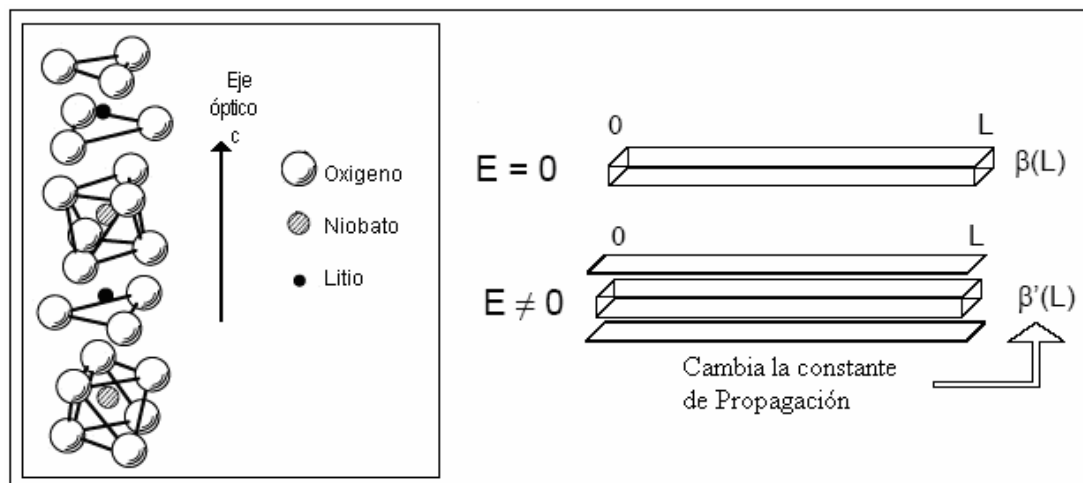 Eje
óptico
c
Oxigeno
Niobato
Litio
0 L
E = 0 β(L)
0 L
E ≠ 0 β'(L)
Cambia la constante
de Propagación